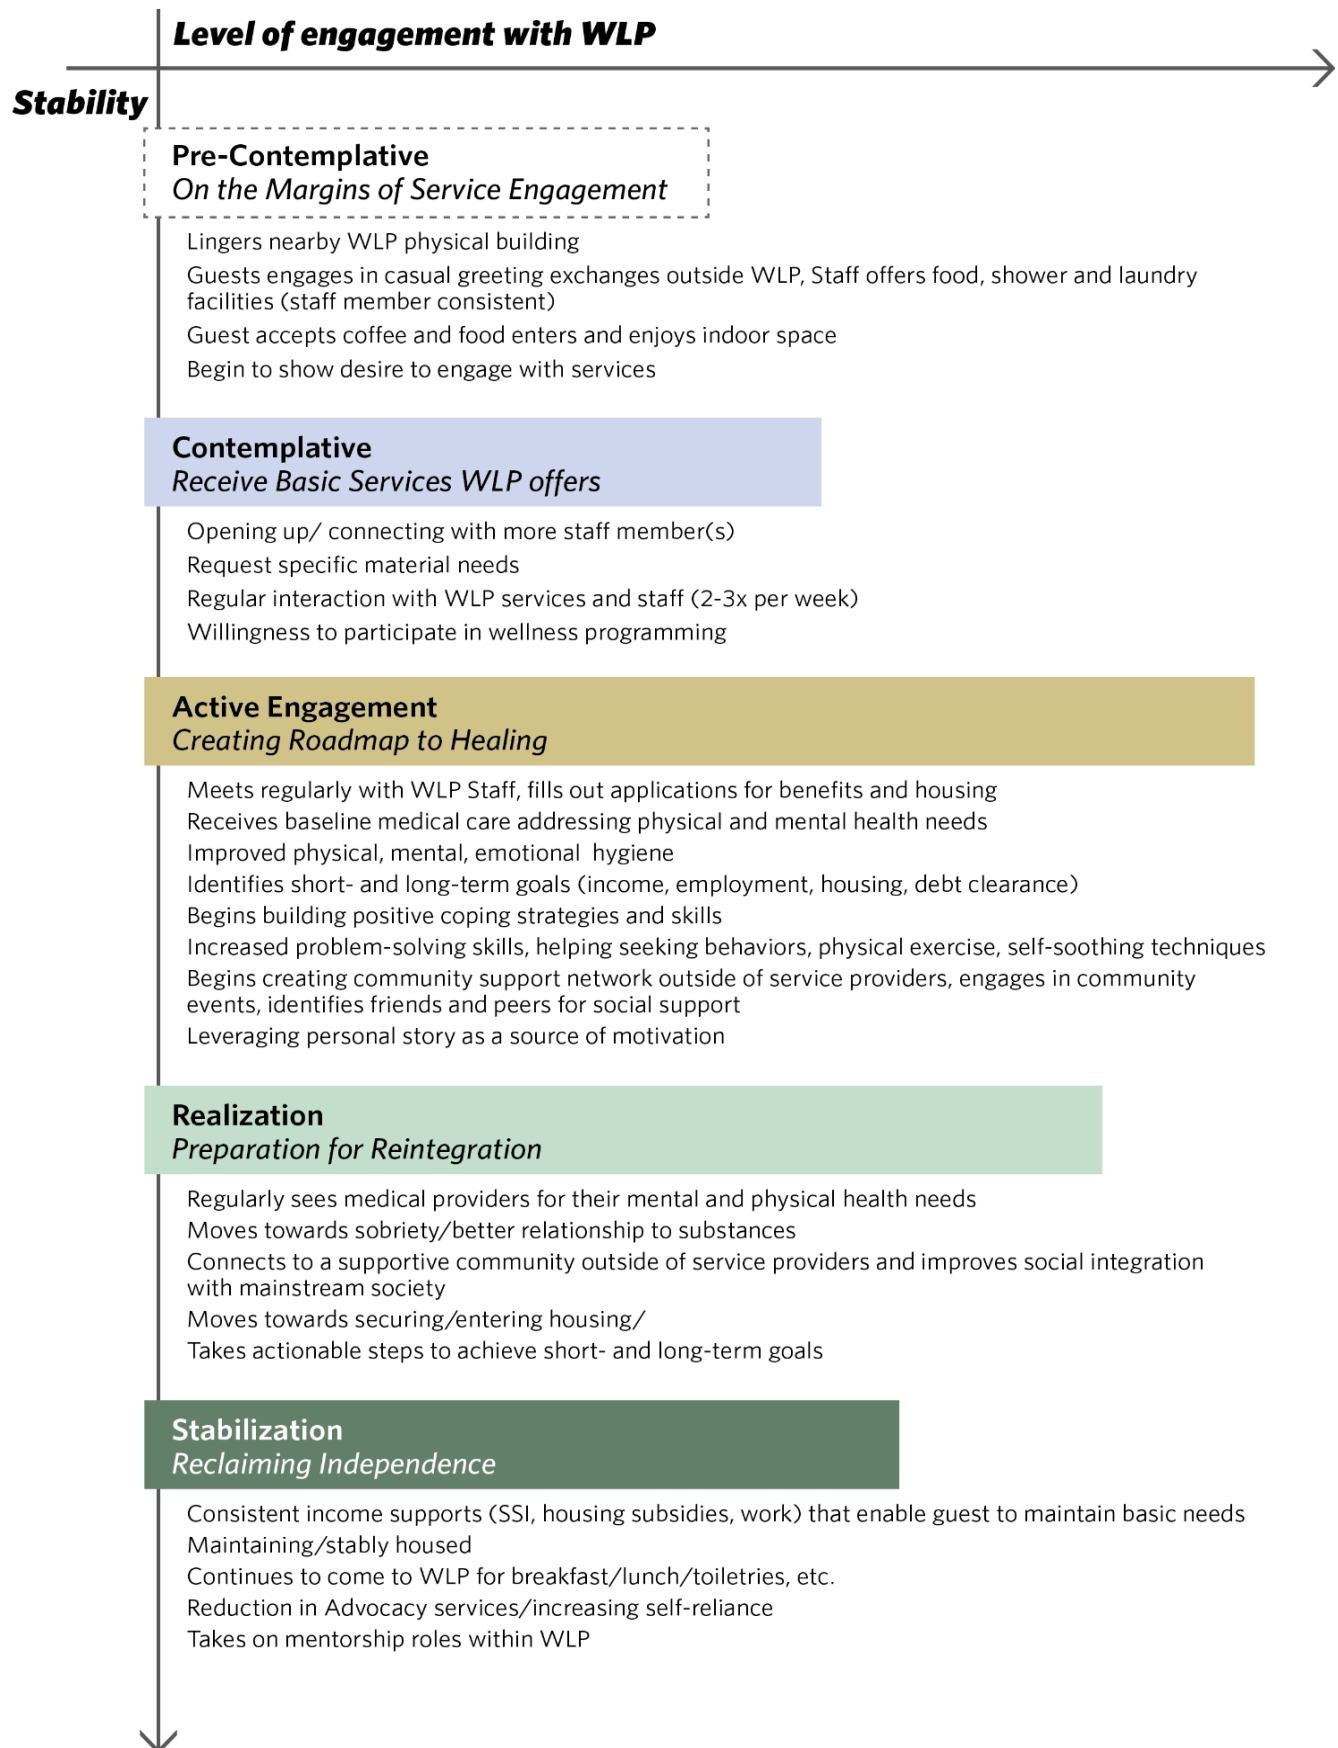 Level of engagement with WLP
Stability
Pre-Contemplative
On the Margins of Service Engagement
Lingers nearby WLP physical building
Guests engages in casual greeting exchanges outside WLP, Staff offers food, shower and laundry
facilities (staff member consistent)
Guest accepts coffee and food enters and enjoys indoor space
Begin to show desire to engage with services
Contemplative
Receive Basic Services WLP offers
Opening up/ connecting with more staff member(s)
Request specific material needs
Regular interaction with WLP services and staff (2-3x per week)
Willingness to participate in wellness programming
Active Engagement
Creating Roadmap to Healing
Meets regularly with WLP Staff, fills out applications for benefits and housing
Receives baseline medical care addressing physical and mental health needs
Improved physical, mental, emotional  hygiene
Identifies short- and long-term goals (income, employment, housing, debt clearance)
Begins building positive coping strategies and skills
Increased problem-solving skills, helping seeking behaviors, physical exercise, self-soothing techniques
Begins creating community support network outside of service providers, engages in community
events, identifies friends and peers for social support
Leveraging personal story as a source of motivation
Realization
Preparation for Reintegration
Regularly sees medical providers for their mental and physical health needs
Moves towards sobriety/better relationship to substances
Connects to a supportive community outside of service providers and improves social integration
with mainstream society
Moves towards securing/entering housing/
Takes actionable steps to achieve short- and long-term goals
Stabilization
Reclaiming Independence
Consistent income supports (SSI, housing subsidies, work) that enable guest to maintain basic needs
Maintaining/stably housed
Continues to come to WLP for breakfast/lunch/toiletries, etc.
Reduction in Advocacy services/increasing self-reliance
Takes on mentorship roles within WLP